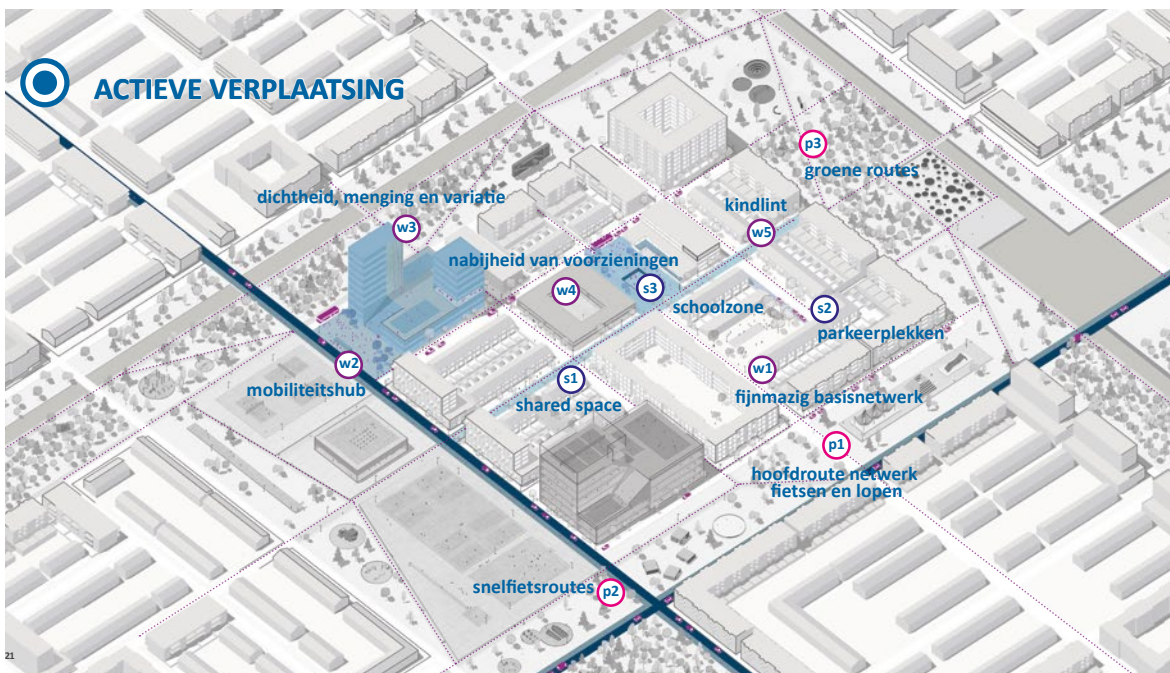 ACTIEVE VERPLAATSING
p3
groene routes
dichtheid, menging en variatie
w3
kindlint
w5
nabijheid van voorzieningen
w4
s3
schoolzone
s2
parkeerplekken
w2
mobiliteitshub
s1
shared space
w1
fijnmazig basisnetwerk
p1
hoofdroute netwerk
fietsen en lopen
snelfietsroutes
p2
21